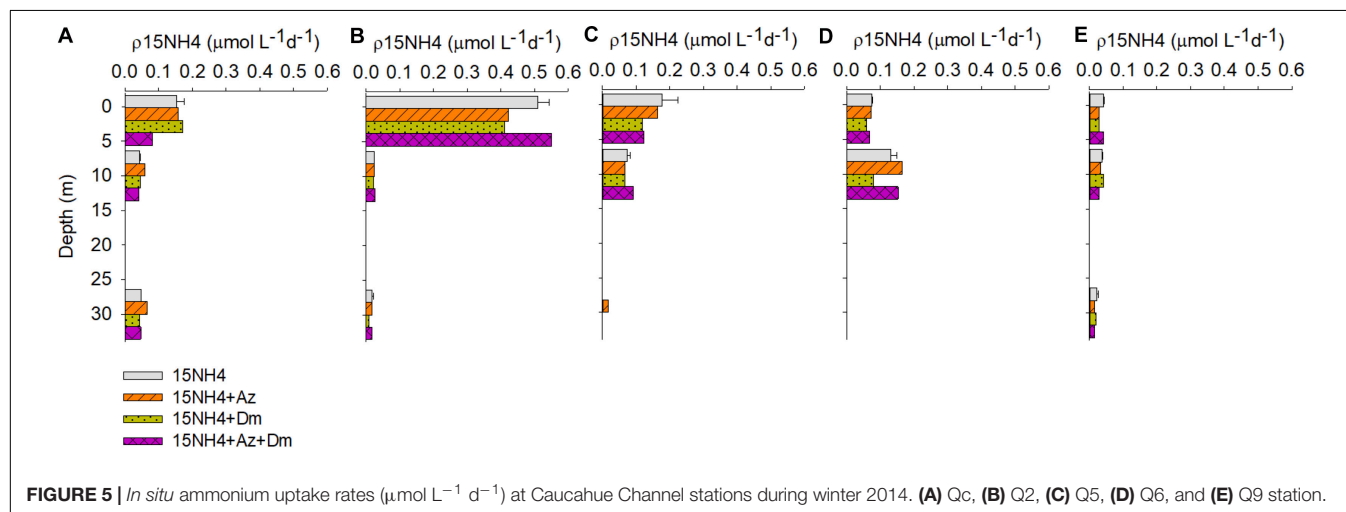 A B C D E
ρ15NH4 (μmol L-1d-1) ρ15NH4 (μmol L-1d-1) ρ15NH4 (μmol L-1d-1) ρ15NH4 (μmol L-1d-1) ρ15NH4 (μmol L-1d-1)
0.0 0.1 0.2 0.3 0.4 0.5 0.6 0.0 0.1 0.2 0.3 0.4 0.5 0.6 0.0 0.1 0.2 0.3 0.4 0.5 0.6 0.0 0.1 0.2 0.3 0.4 0.5 0.6 0.0 0.1 0.2 0.3 0.4 0.5 0.6
Depth (m)
0
5
10
15
20
25
30
15NH4
15NH4+Az
15NH4+Dm
15NH4+Az+Dm
FIGURE 5 | In situ ammonium uptake rates (μmol L−1 d−1) at Caucahue Channel stations during winter 2014. (A) Qc, (B) Q2, (C) Q5, (D) Q6, and (E) Q9 station.